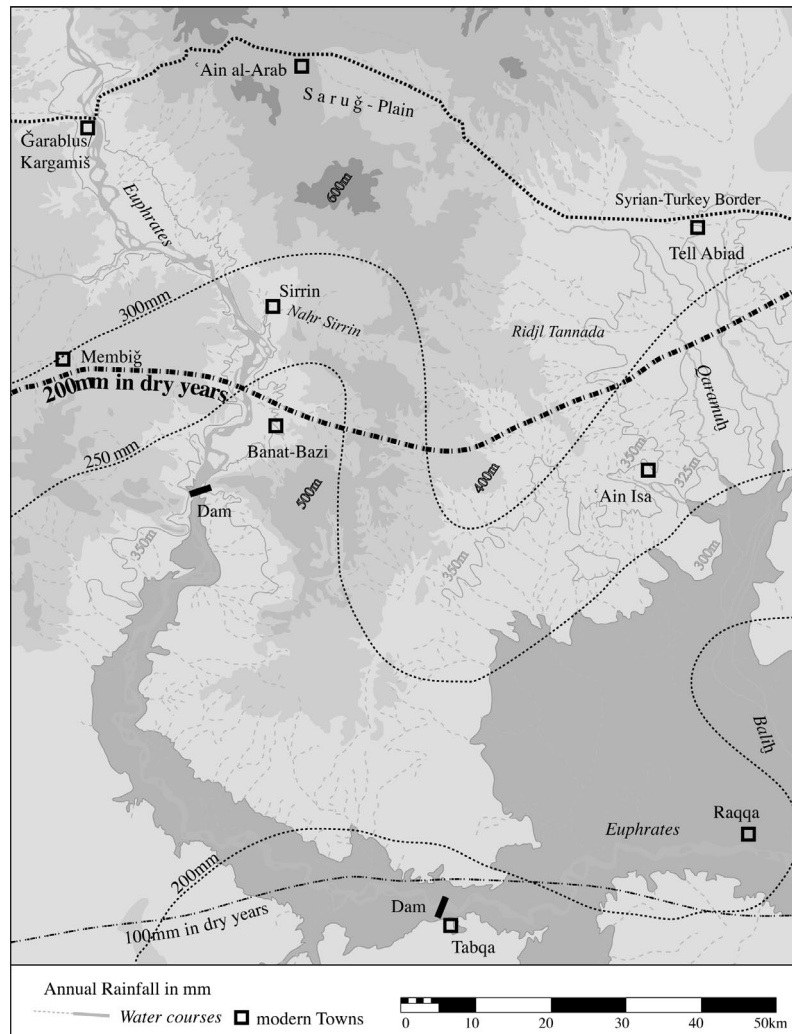 ʿAin al-Arab
S a r u ğ - Plain
Ğarablus
Kargamiš
Euphrates
600m
Syrian-Turkey Border
Tell Abiad
300mm
Sirrin
Nahr Sirrin
Ridjl Tannada
Membiğ
200mm in dry years
Qaramuḫ
250 mm
Banat-Bazi
350m
325m
500m
400m
ʿAin Isa
Dam
350m
350m
300m
Baliḫ
Raqqa
Euphrates
200mm
Dam
100mm in dry years
Tabqa
Annual Rainfall in mm
Water courses
modern Towns
0 10 20 30 40 50km